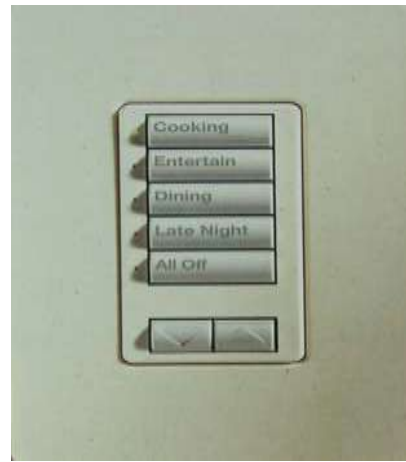 Cooking
Entertain
Dining
Late Night
All Off